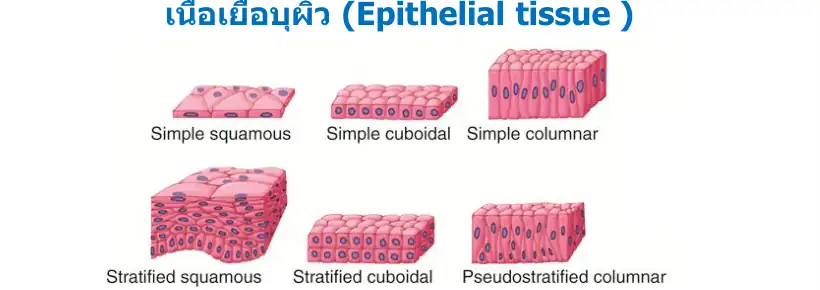 เนื้อเยื่อบุผิว (Epithelial tissue )
Simple squamous
Simple cuboidal
Simple columnar
Stratified squamous
Stratified cuboidal
Pseudostratified columnar